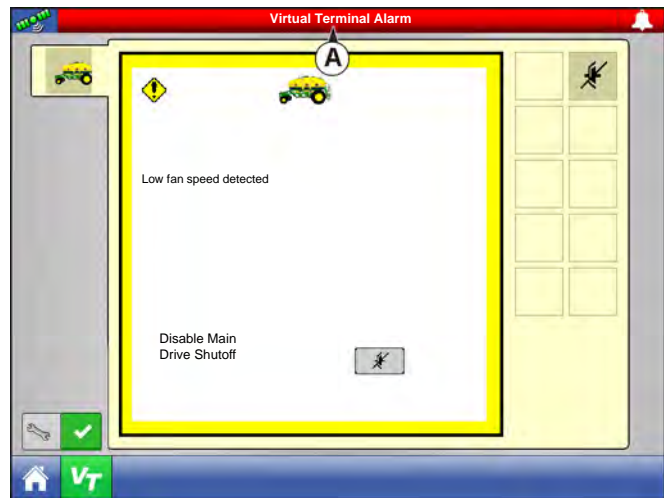 Virtual Terminal Alarm
A
Low fan speed detected
Disable Main
Drive Shutoff
VT